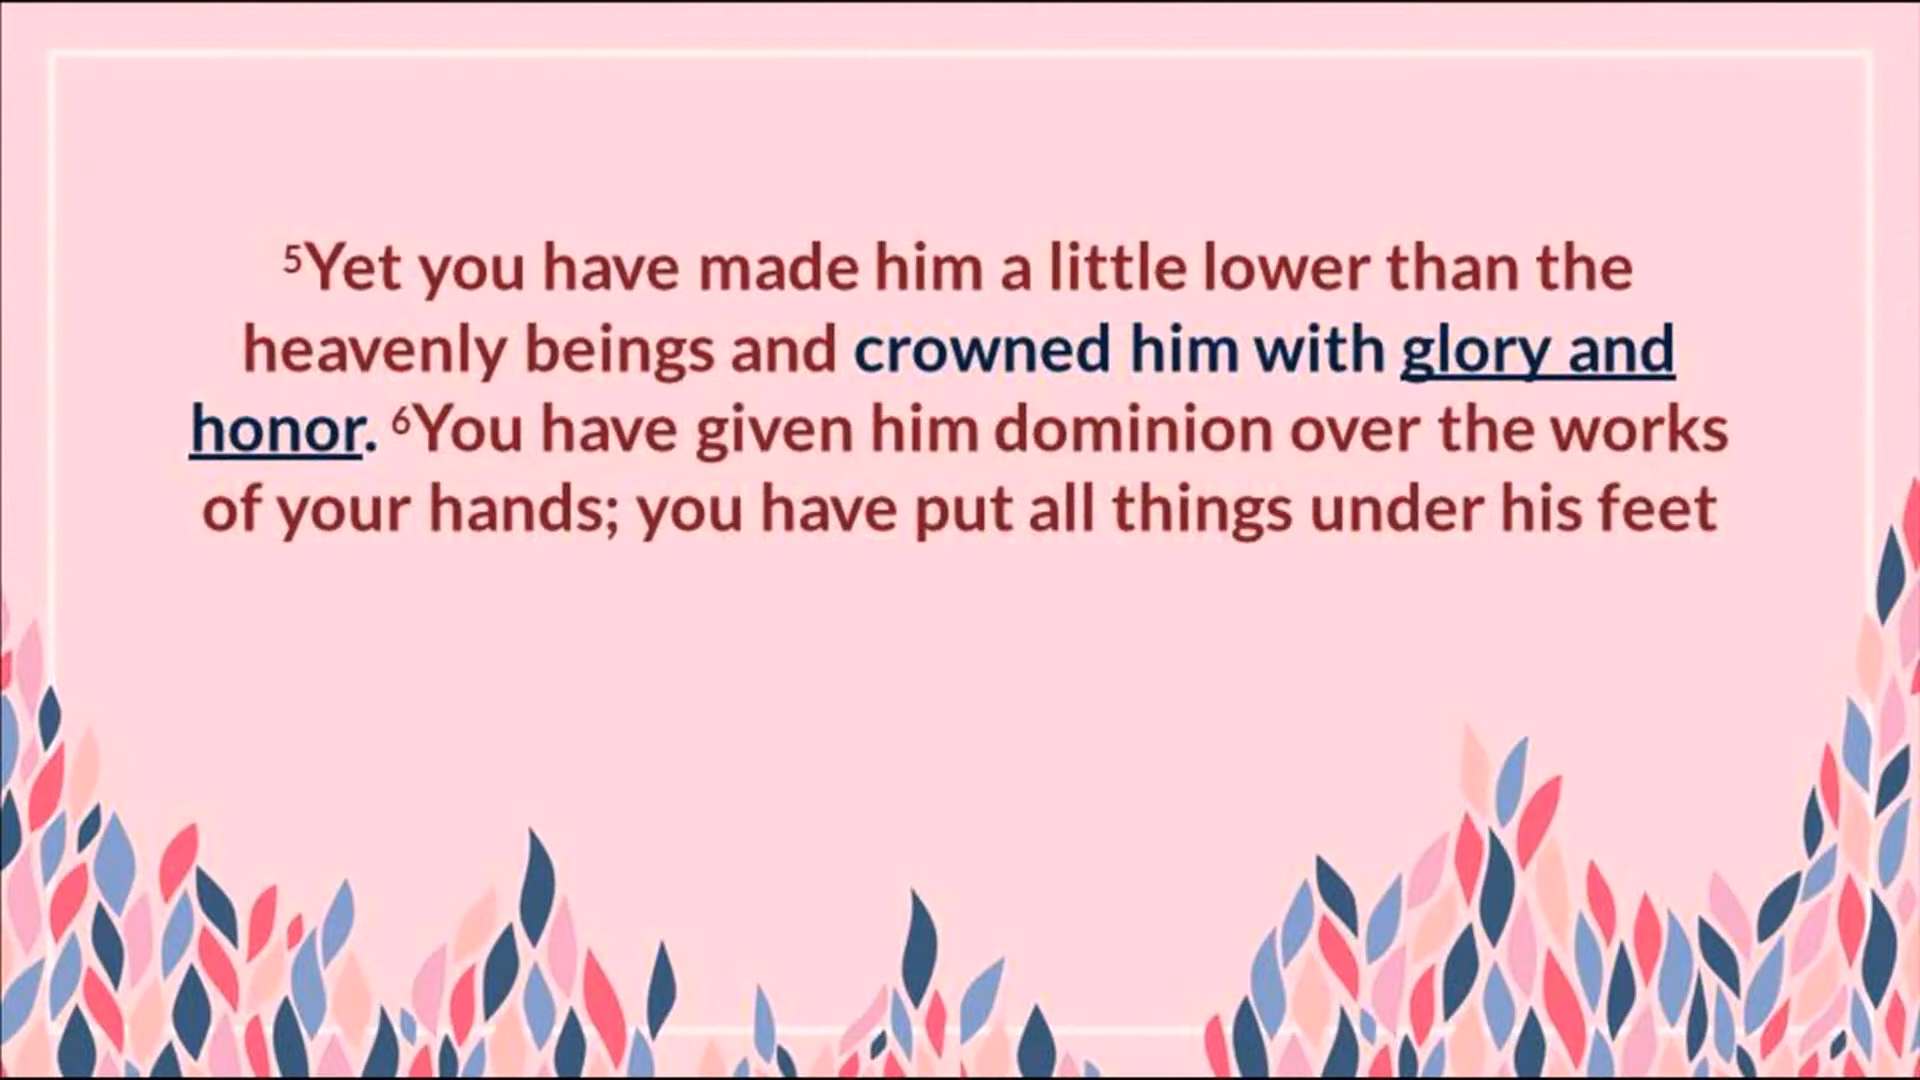 ⁵Yet you have made him a little lower than the
heavenly beings and crowned him with glory and
honor. ⁶You have given him dominion over the works
of your hands; you have put all things under his feet